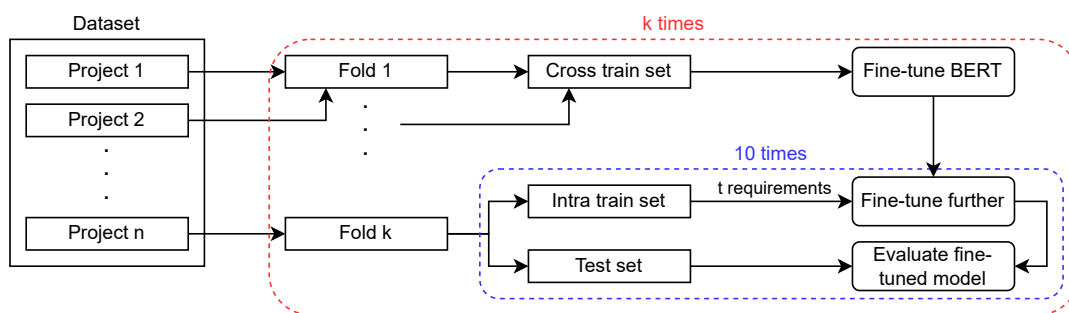 Dataset
k times
Project 1
Fold 1
Cross train set
Fine-tune BERT
Project 2
.
.
.
.
.
.
10 times
Intra train set
t requirements
Fine-tune further
Project n
Fold k
Test set
Evaluate fine-
tuned model